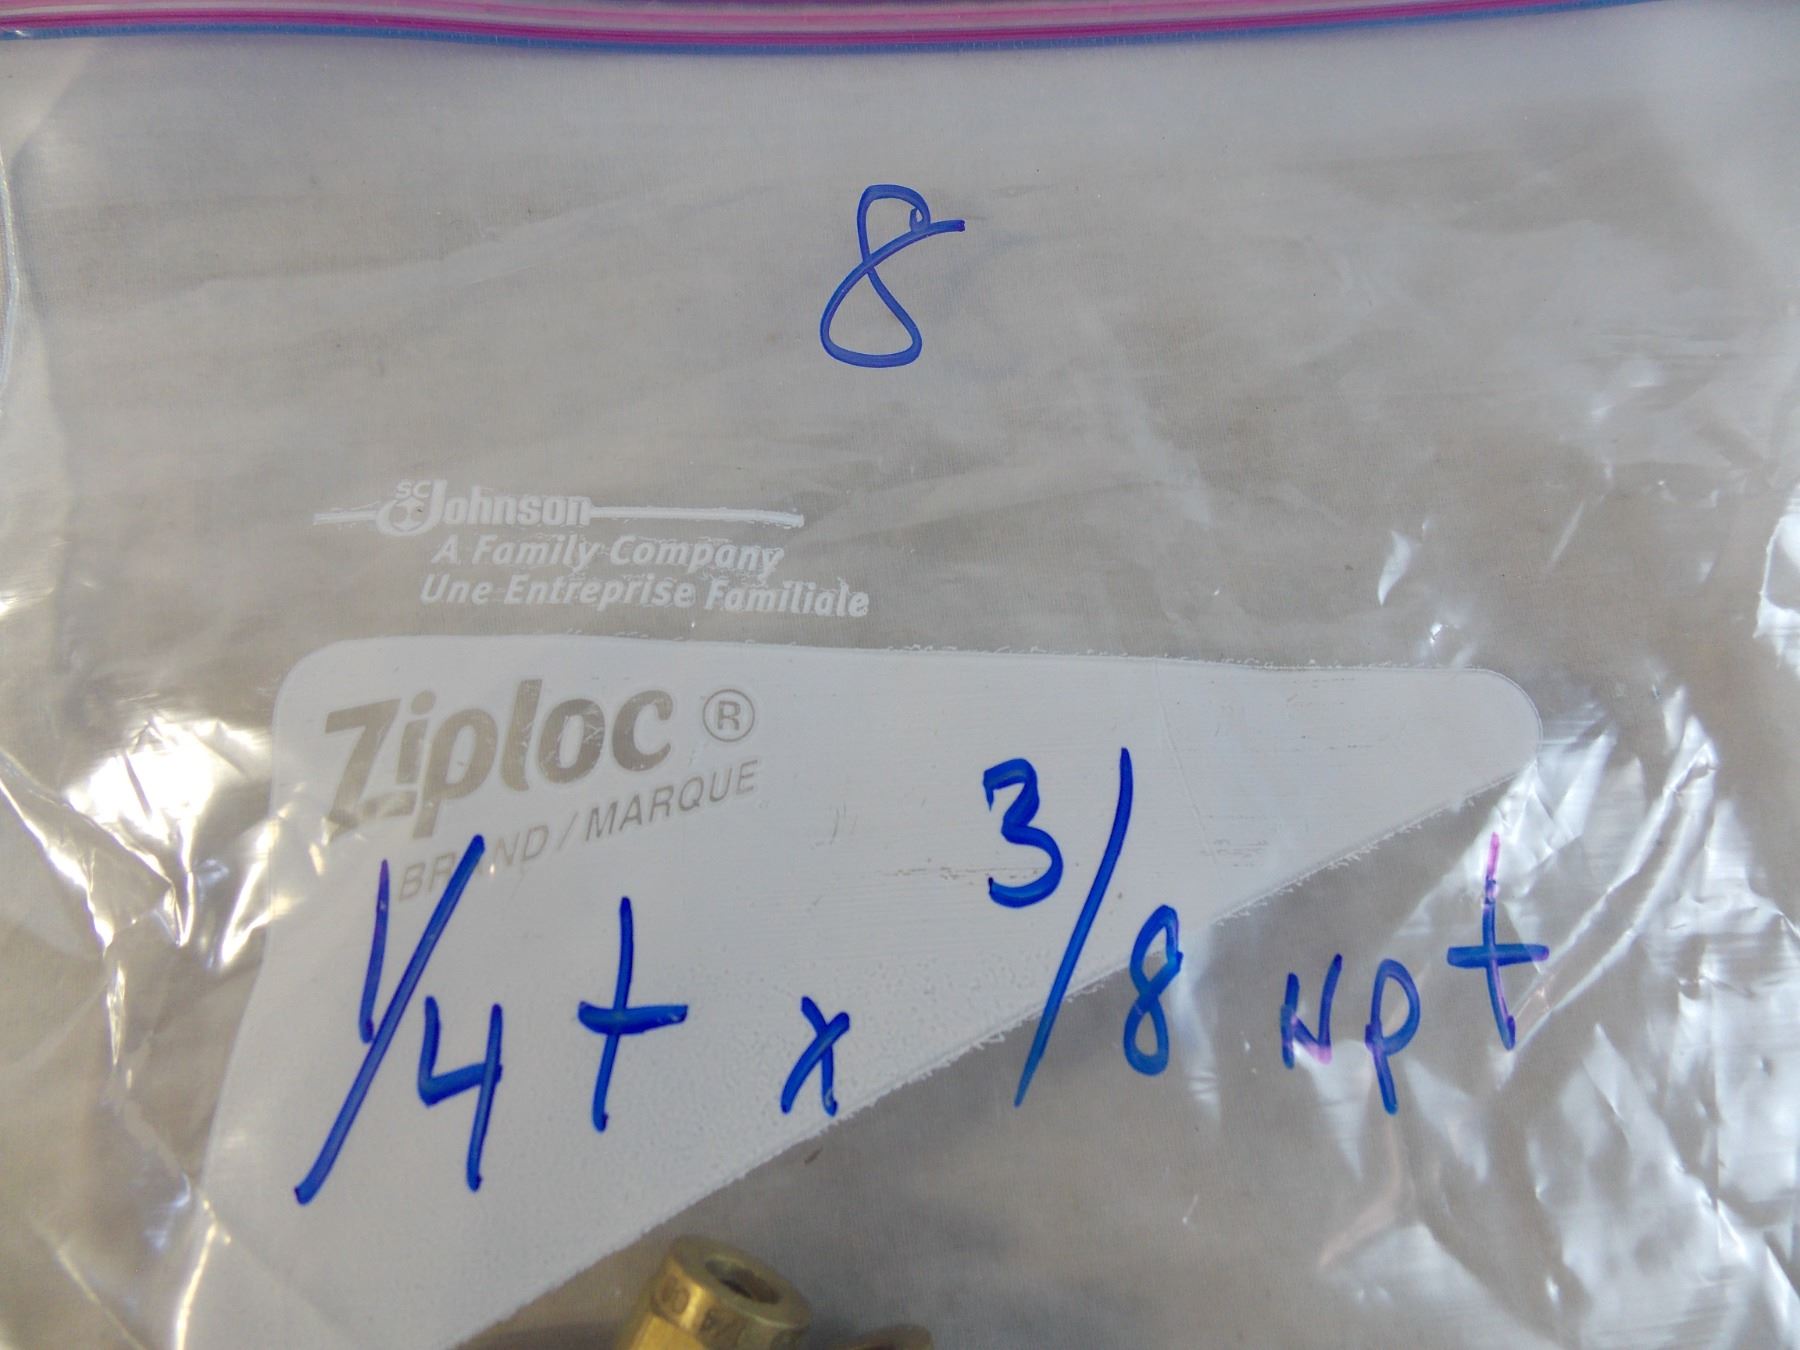 8
SC Johnson
A Family Company
Une Entreprise Familiale
Ziploc ®
BRAND / MARQUE
1/4 t x 3/8 Npt